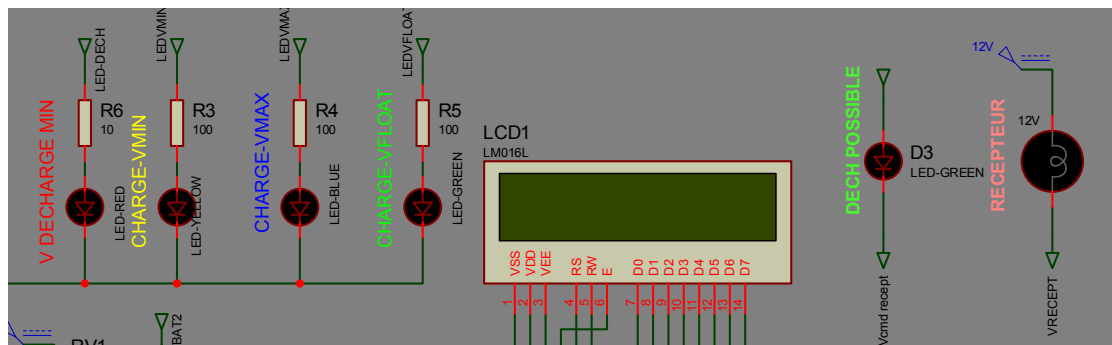 LED-DECH
LEDVMIN
LEDVMAX
LEDVFLOAT
R6
10
R3
100
R4
100
R5
100
V DECHARGE MIN
LED-RED
CHARGE-VMIN
LED-YELLOW
CHARGE-VMAX
LED-BLUE
CHARGE-VFLOAT
LED-GREEN
LCD1
LM016L
VSS
VDD
VEE
RS
RW
E
D0
D1
D2
D3
D4
D5
D6
D7
1
2
3
4
5
6
7
8
9
10
11
12
13
14
DECH POSSIBLE
D3
LED-GREEN
Vcmd recept
12V
12V
RECEPTEUR
VRECEPT
BAT2
RV1